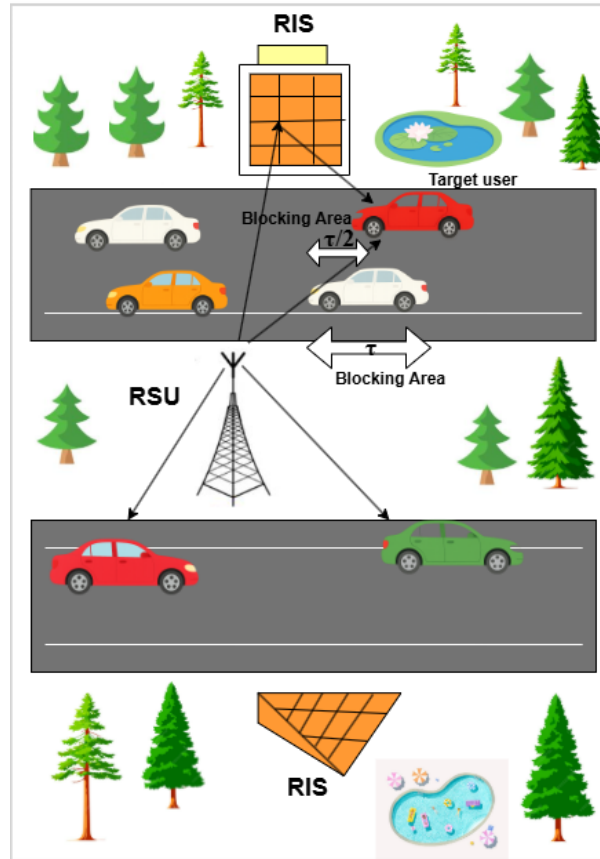 RIS
Target user
Blocking Area
τ/2
τ
Blocking Area
RSU
RIS